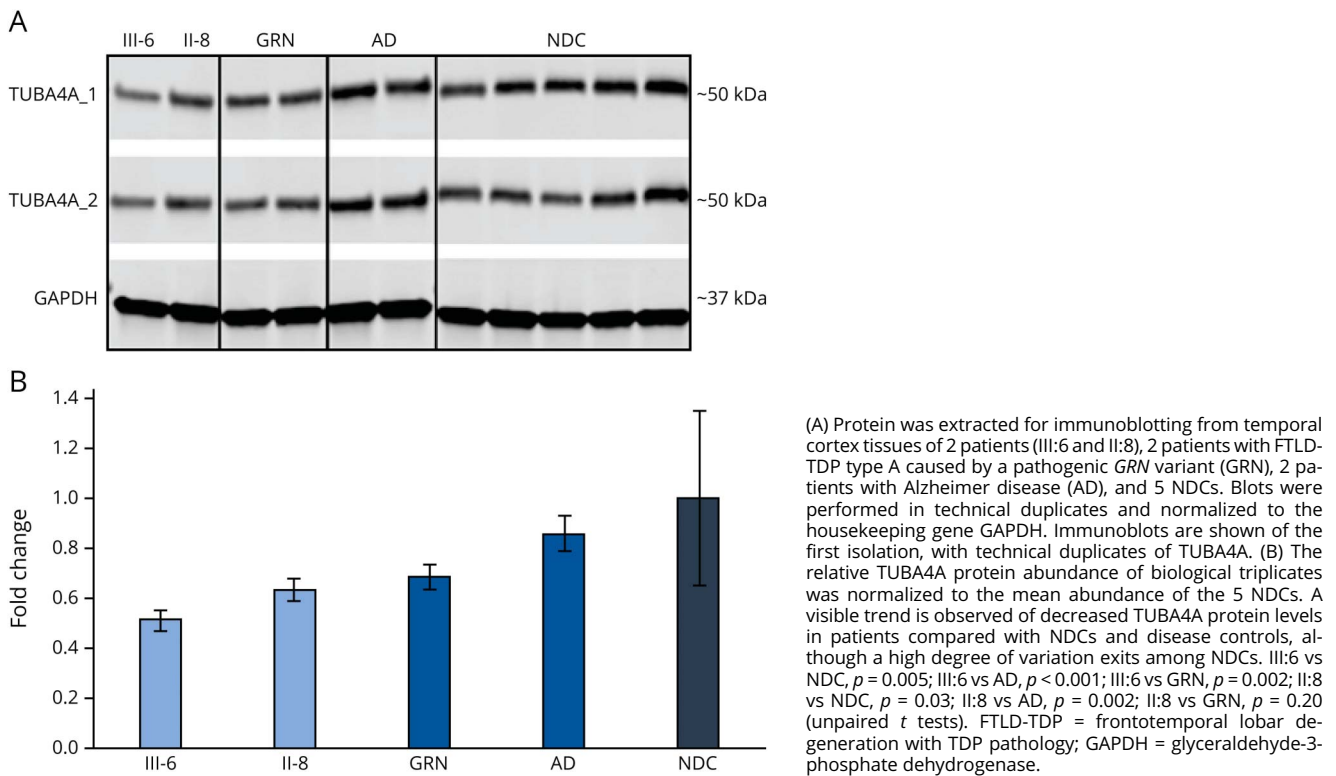 A
III-6 II-8 GRN AD NDC
TUBA4A_1 ~50 kDa
TUBA4A_2 ~50 kDa
GAPDH ~37 kDa
B
Fold change
1.4
1.2
1.0
0.8
0.6
0.4
0.2
0.0
III-6 II-8 GRN AD NDC
(A) Protein was extracted for immunoblotting from temporal
cortex tissues of 2 patients (III:6 and II:8), 2 patients with FTLD-
TDP type A caused by a pathogenic GRN variant (GRN), 2 pa-
tients with Alzheimer disease (AD), and 5 NDCs. Blots were
performed in technical duplicates and normalized to the
housekeeping gene GAPDH. Immunoblots are shown of the
first isolation, with technical duplicates of TUBA4A. (B) The
relative TUBA4A protein abundance of biological triplicates
was normalized to the mean abundance of the 5 NDCs. A
visible trend is observed of decreased TUBA4A protein levels
in patients compared with NDCs and disease controls, al-
though a high degree of variation exits among NDCs. III:6 vs
NDC, p = 0.005; III:6 vs AD, p < 0.001; III:6 vs GRN, p = 0.002; II:8
vs NDC, p = 0.03; II:8 vs AD, p = 0.002; II:8 vs GRN, p = 0.20
(unpaired t tests). FTLD-TDP = frontotemporal lobar de-
generation with TDP pathology; GAPDH = glyceraldehyde-3-
phosphate dehydrogenase.